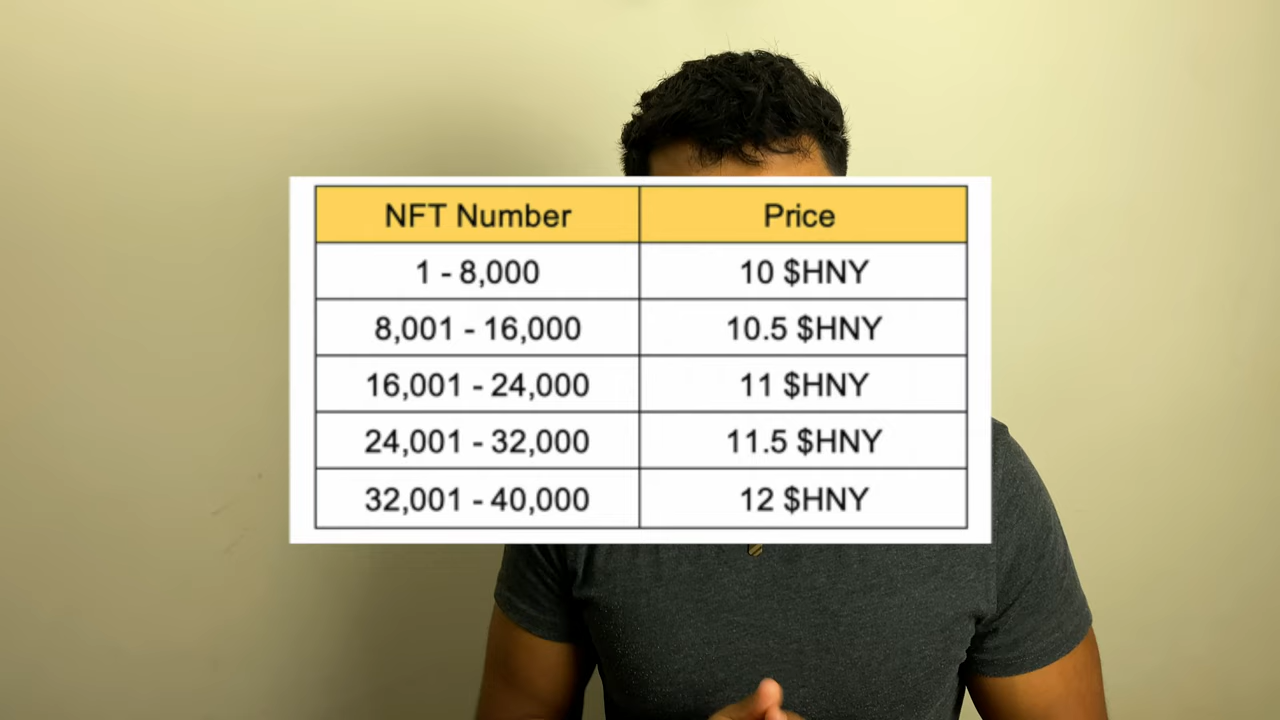 NFT Number Price
1 - 8,000 10 $HNY
8,001 - 16,000 10.5 $HNY
16,001 - 24,000 11 $HNY
24,001 - 32,000 11.5 $HNY
32,001 - 40,000 12 $HNY